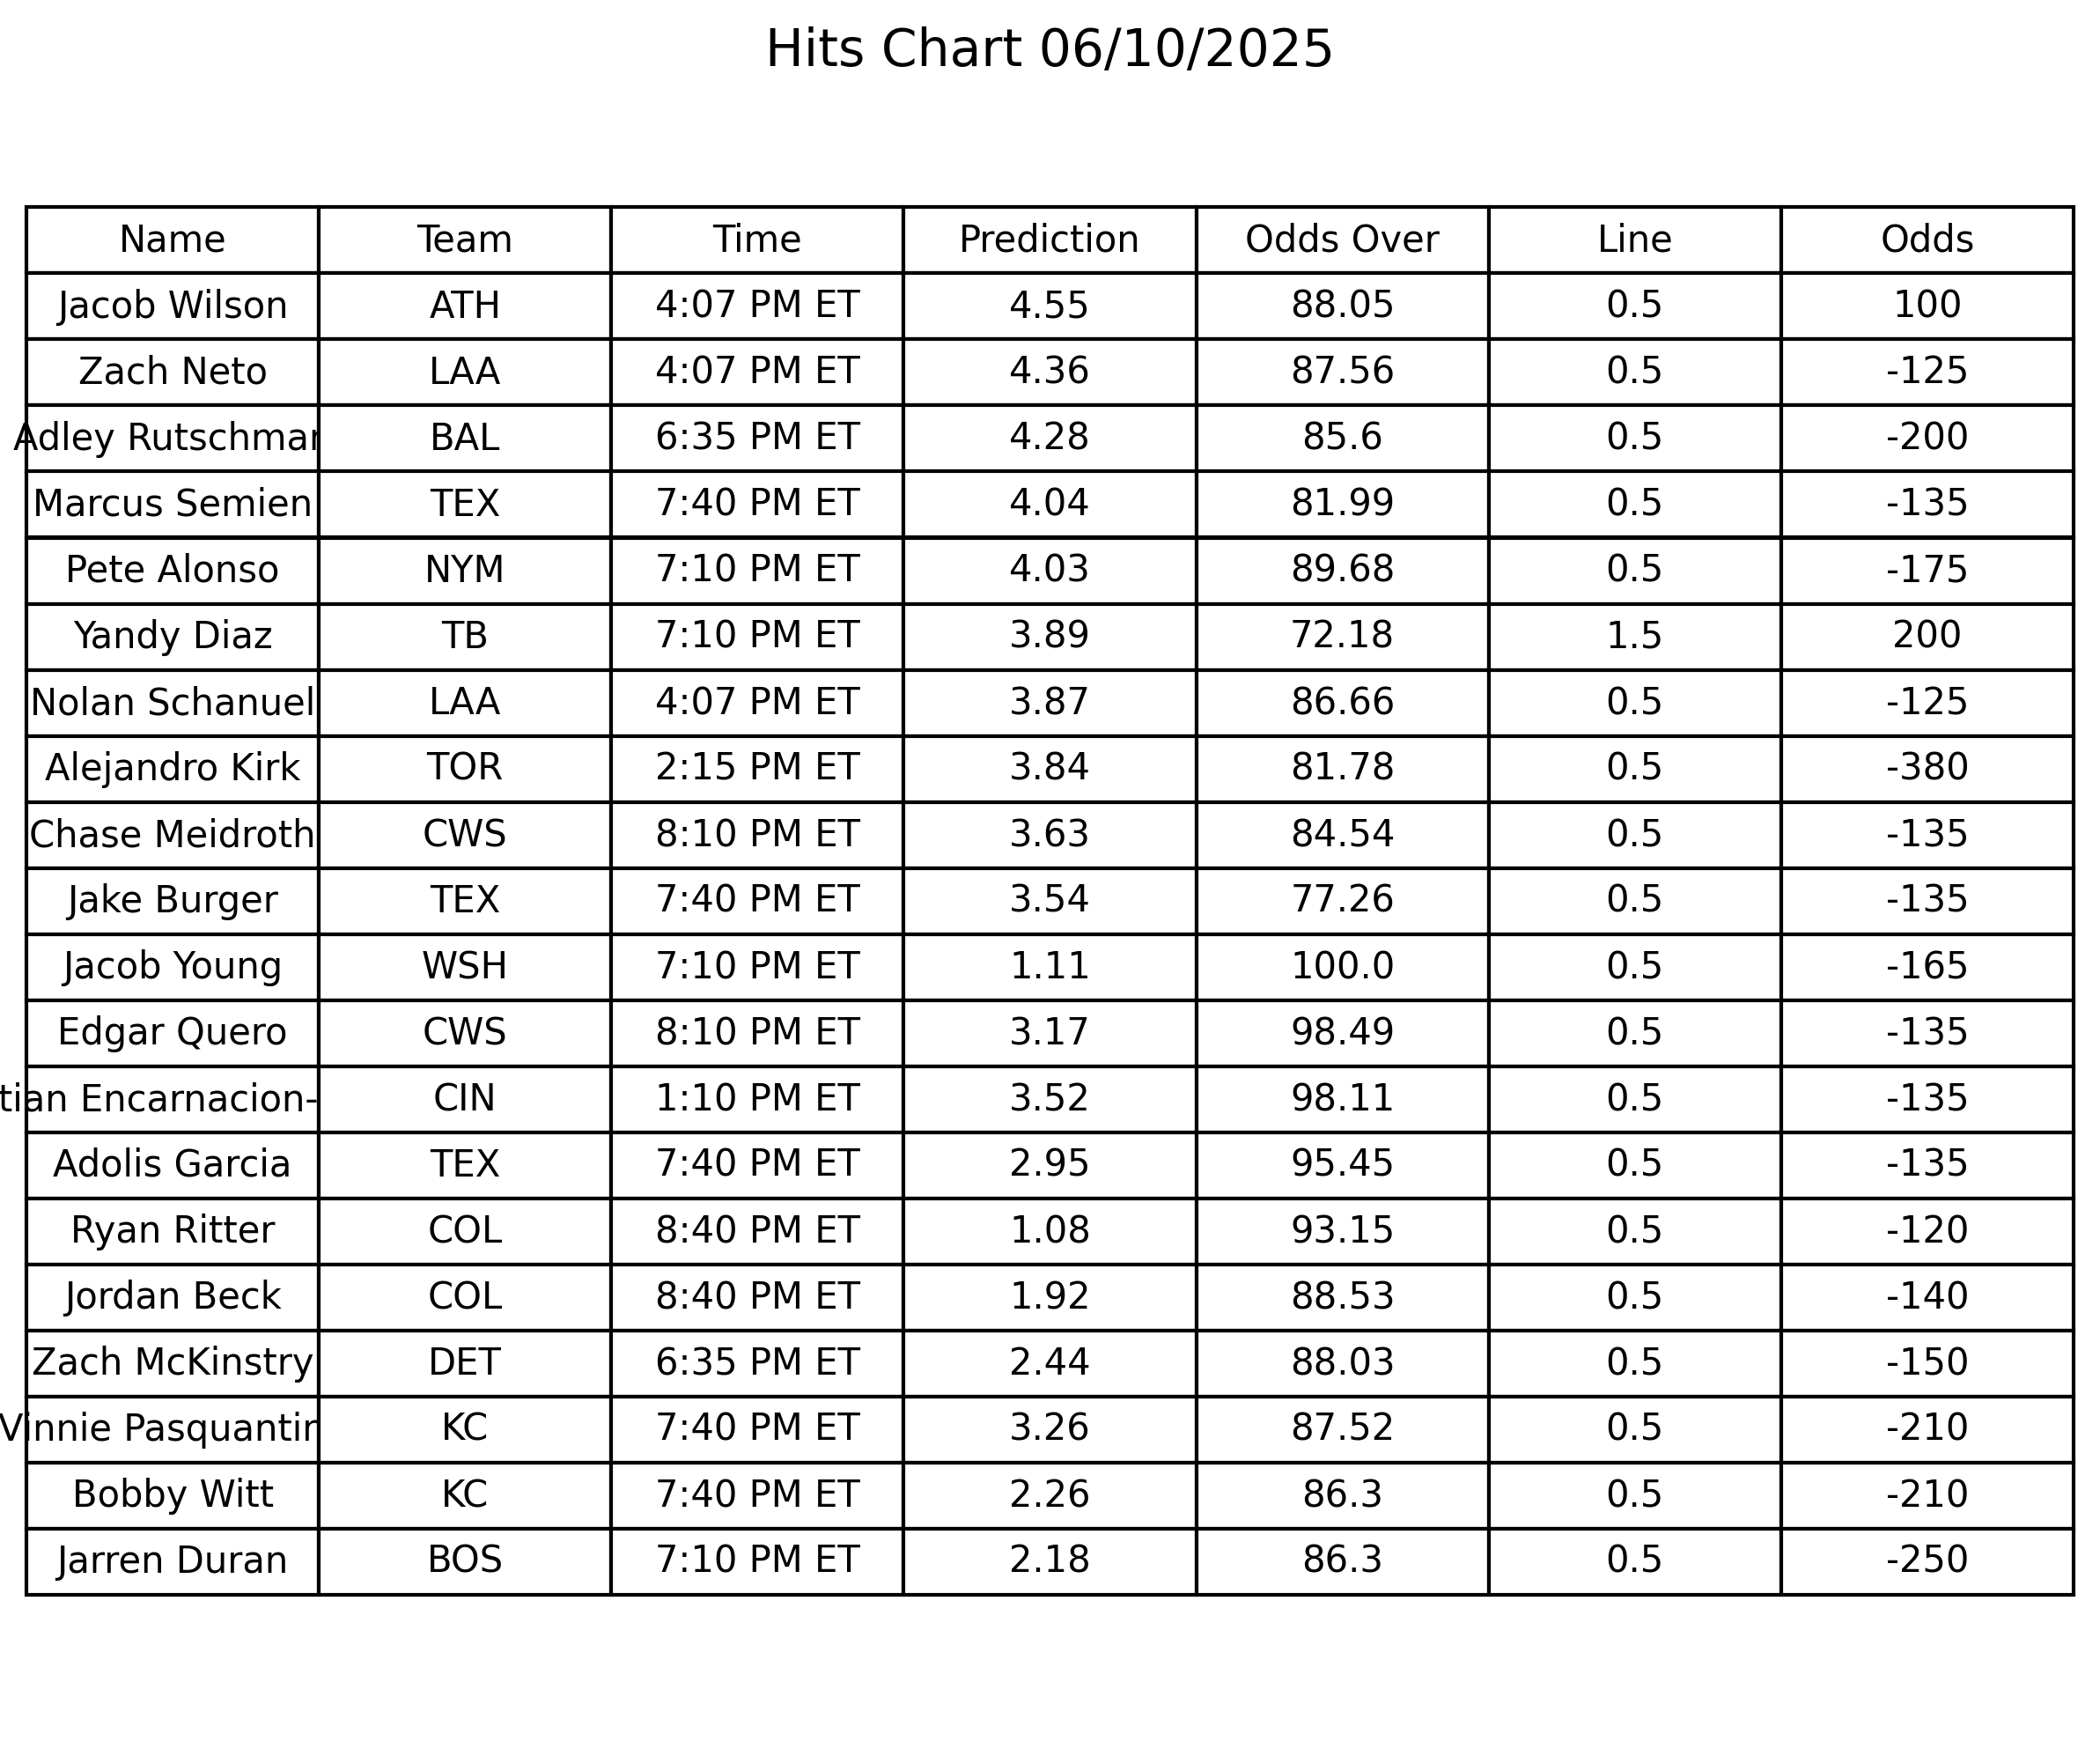 Hits Chart 06/10/2025
Name Team Time Prediction Odds Over Line Odds
Jacob Wilson ATH 4:07 PM ET 4.55 88.05 0.5 100
Zach Neto LAA 4:07 PM ET 4.36 87.56 0.5 -125
Adley Rutschman BAL 6:35 PM ET 4.28 85.6 0.5 -200
Marcus Semien TEX 7:40 PM ET 4.04 81.99 0.5 -135
Pete Alonso NYM 7:10 PM ET 4.03 89.68 0.5 -175
Yandy Diaz TB 7:10 PM ET 3.89 72.18 1.5 200
Nolan Schanuel LAA 4:07 PM ET 3.87 86.66 0.5 -125
Alejandro Kirk TOR 2:15 PM ET 3.84 81.78 0.5 -380
Chase Meidroth CWS 8:10 PM ET 3.63 84.54 0.5 -135
Jake Burger TEX 7:40 PM ET 3.54 77.26 0.5 -135
Jacob Young WSH 7:10 PM ET 1.11 100.0 0.5 -165
Edgar Quero CWS 8:10 PM ET 3.17 98.49 0.5 -135
tian Encarnacion- CIN 1:10 PM ET 3.52 98.11 0.5 -135
Adolis Garcia TEX 7:40 PM ET 2.95 95.45 0.5 -135
Ryan Ritter COL 8:40 PM ET 1.08 93.15 0.5 -120
Jordan Beck COL 8:40 PM ET 1.92 88.53 0.5 -140
Zach McKinstry DET 6:35 PM ET 2.44 88.03 0.5 -150
Vinnie Pasquantin KC 7:40 PM ET 3.26 87.52 0.5 -210
Bobby Witt KC 7:40 PM ET 2.26 86.3 0.5 -210
Jarren Duran BOS 7:10 PM ET 2.18 86.3 0.5 -250